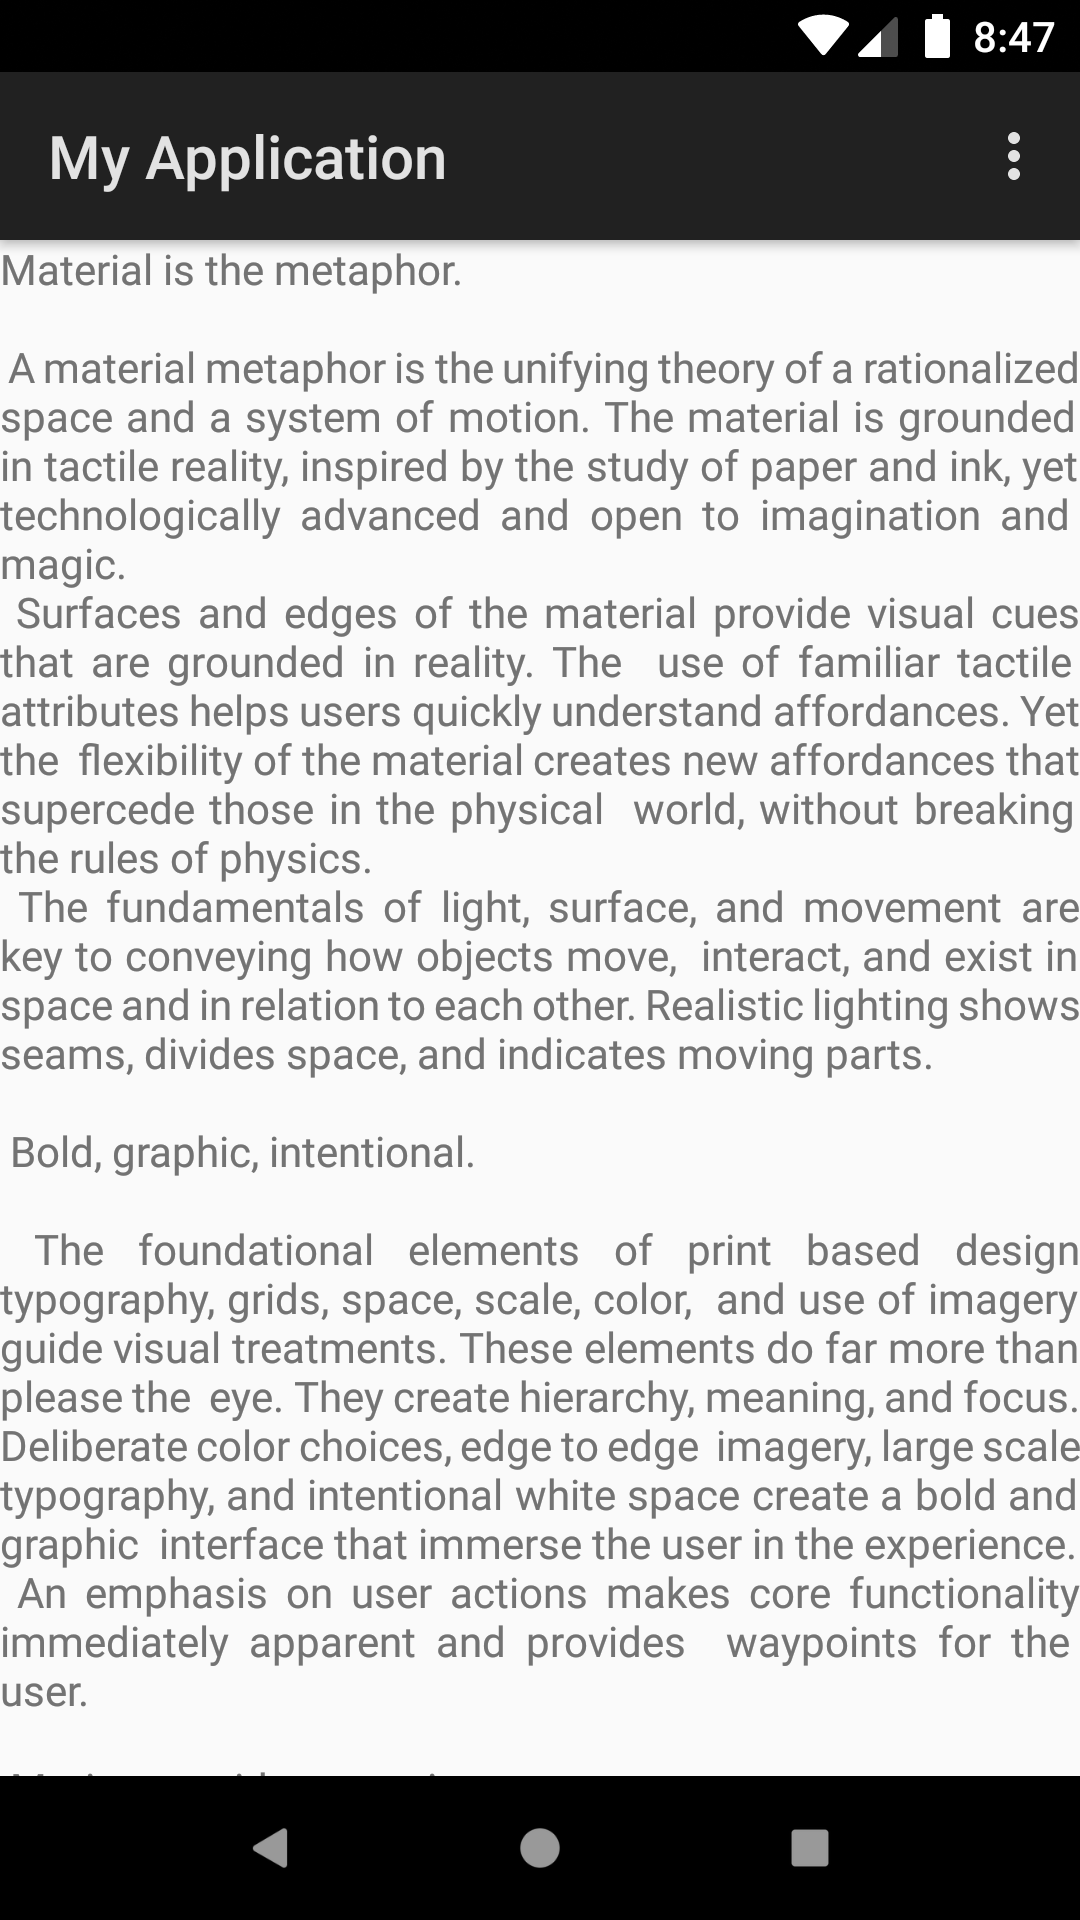 8:47
My Application
Material is the metaphor.
A material metaphor is the unifying theory of a rationalized
space and a system of motion. The material is grounded
in tactile reality, inspired by the study of paper and ink, yet
technologically advanced and open to imagination and
magic.
Surfaces and edges of the material provide visual cues
that are grounded in reality. The use of familiar tactile
attributes helps users quickly understand affordances. Yet
the flexibility of the material creates new affordances that
supercede those in the physical world, without breaking
the rules of physics.
The fundamentals of light, surface, and movement are
key to conveying how objects move, interact, and exist in
space and in relation to each other. Realistic lighting shows
seams, divides space, and indicates moving parts.
Bold, graphic, intentional.
The foundational elements of print based design
typography, grids, space, scale, color, and use of imagery
guide visual treatments. These elements do far more than
please the eye. They create hierarchy, meaning, and focus.
Deliberate color choices, edge to edge imagery, large scale
typography, and intentional white space create a bold and
graphic interface that immerse the user in the experience.
An emphasis on user actions makes core functionality
immediately apparent and provides waypoints for the
user.